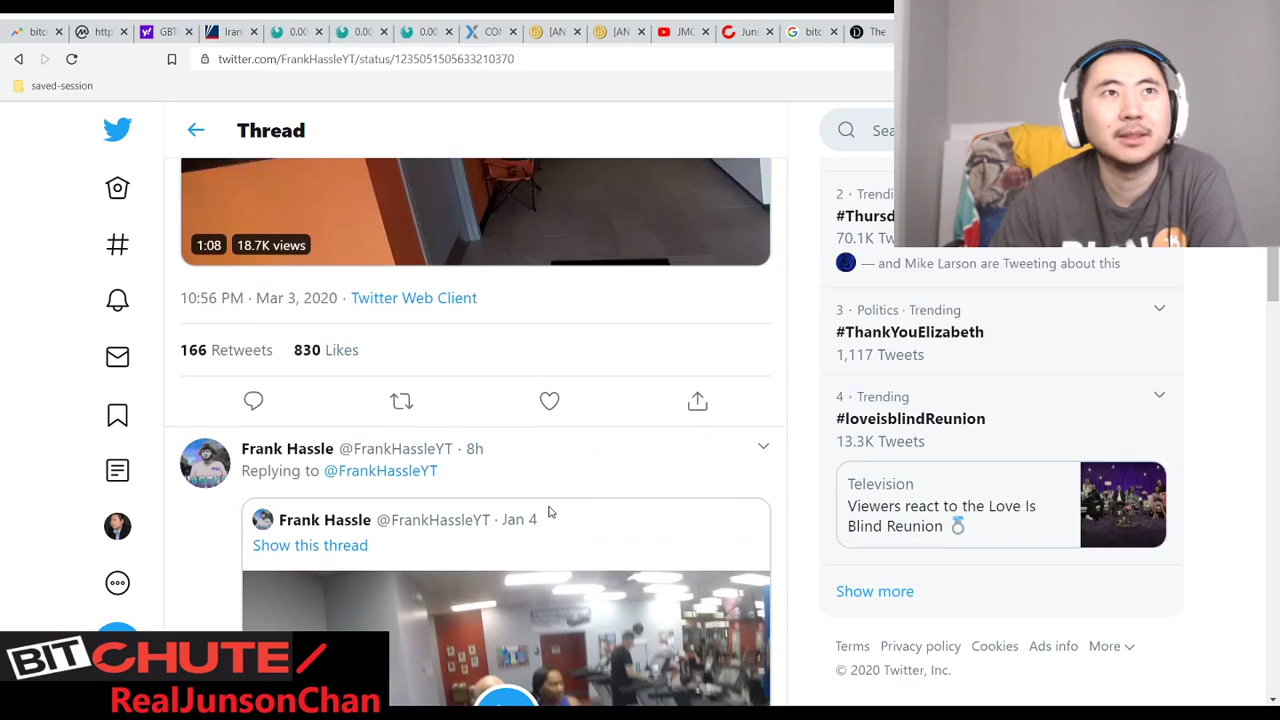 bitc
http
GBT
Iran
0.00
0.00
0.00
CO
[AN
[AN
JMC
Jun
bitc
The
twitter.com/FrankHassleYT/status/1235051505633210370
saved-session
Thread
Sea
1:08 18.7K views
10:56 PM · Mar 3, 2020 · Twitter Web Client
166 Retweets 830 Likes
Frank Hassle @FrankHassleYT · 8h
Replying to @FrankHassleYT
Frank Hassle @FrankHassleYT · Jan 4
Show this thread
2 · Trendi
#Thursd
70.1K Tw
— and Mike Larson are Tweeting about this
3 · Politics · Trending
#ThankYouElizabeth
1,117 Tweets
4 · Trending
#loveisblindReunion
13.3K Tweets
Television
Viewers react to the Love Is
Blind Reunion
Show more
Terms Privacy policy Cookies Ads info More
© 2020 Twitter, Inc.
BITCHUTE/
RealJunsonChan